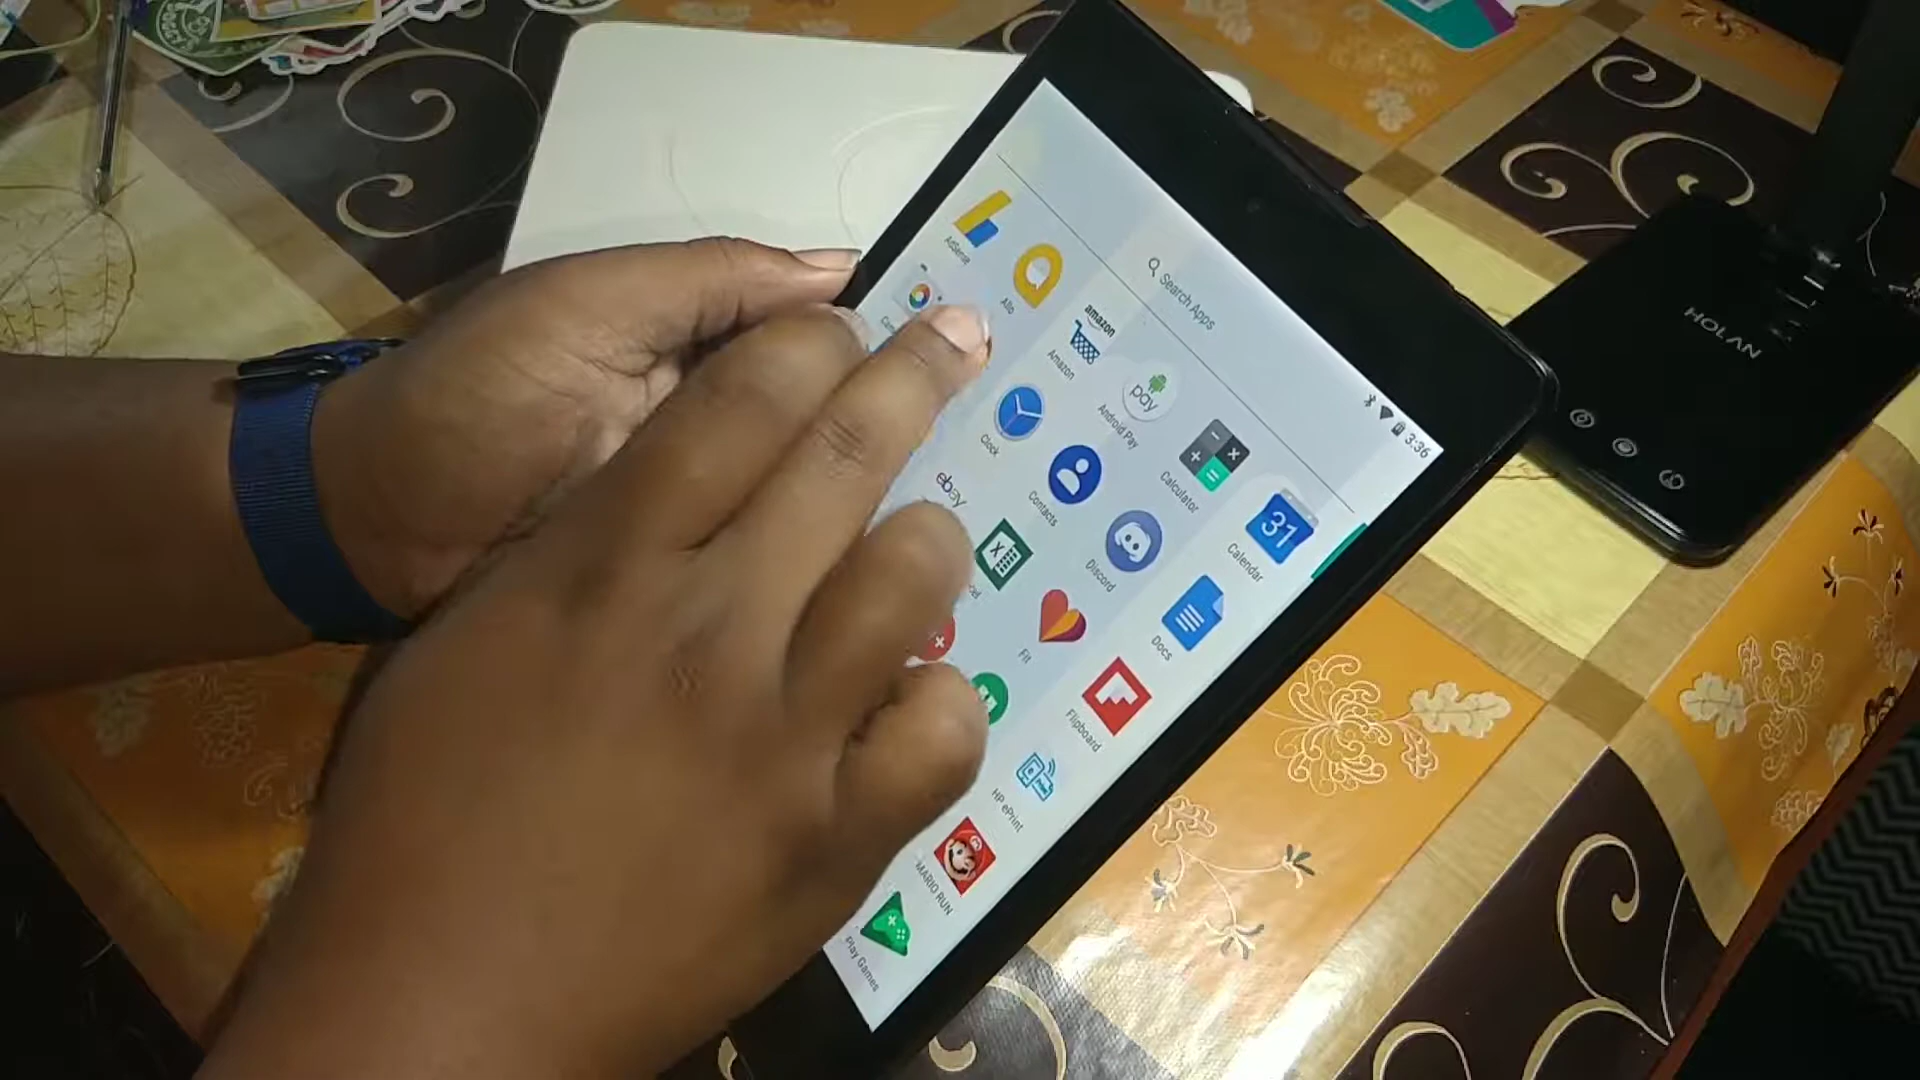 3:36
Search Apps
AdSense
Allo
amazon
Amazon
pay
Android Pay
Calculator
31
Calendar
Clock
Contacts
Discord
Docs
ebay
Fit
Flipboard
HP ePrint
MARIO RUN
Play Games
HOLAN